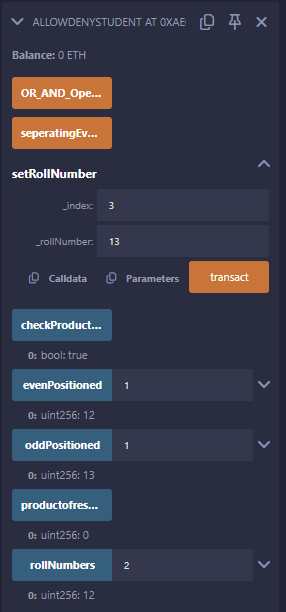 ALLOWDENYSTUDENT AT 0XAE
Balance: 0 ETH
OR_AND_Ope...
seperatingEv...
setRollNumber
_index: 3
_rollNumber: 13
Calldata Parameters transact
checkProduct...
0: bool: true
evenPositioned 1
0: uint256: 12
oddPositioned 1
0: uint256: 13
productofres...
0: uint256: 0
rollNumbers 2
0: uint256: 12